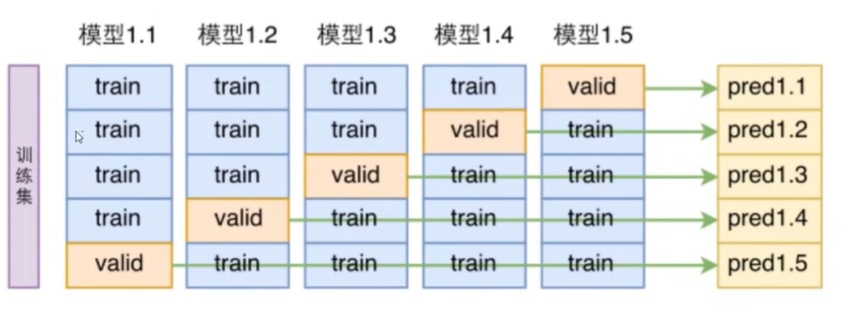 模型1.1 模型1.2 模型1.3 模型1.4 模型1.5
训练集
train train train train valid pred1.1
train train train valid train pred1.2
train train valid train train pred1.3
train valid train train train pred1.4
valid train train train train pred1.5